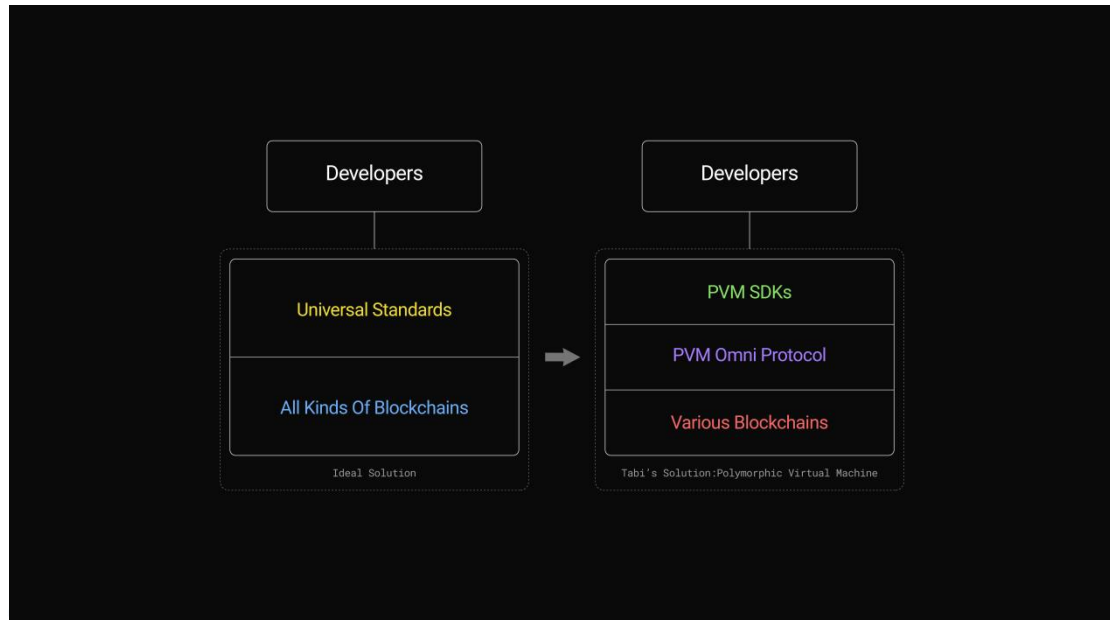 Developers
Universal Standards
All Kinds Of Blockchains
Ideal Solution
Developers
PVM SDKs
PVM Omni Protocol
Various Blockchains
Tabi's Solution:Polymorphic Virtual Machine